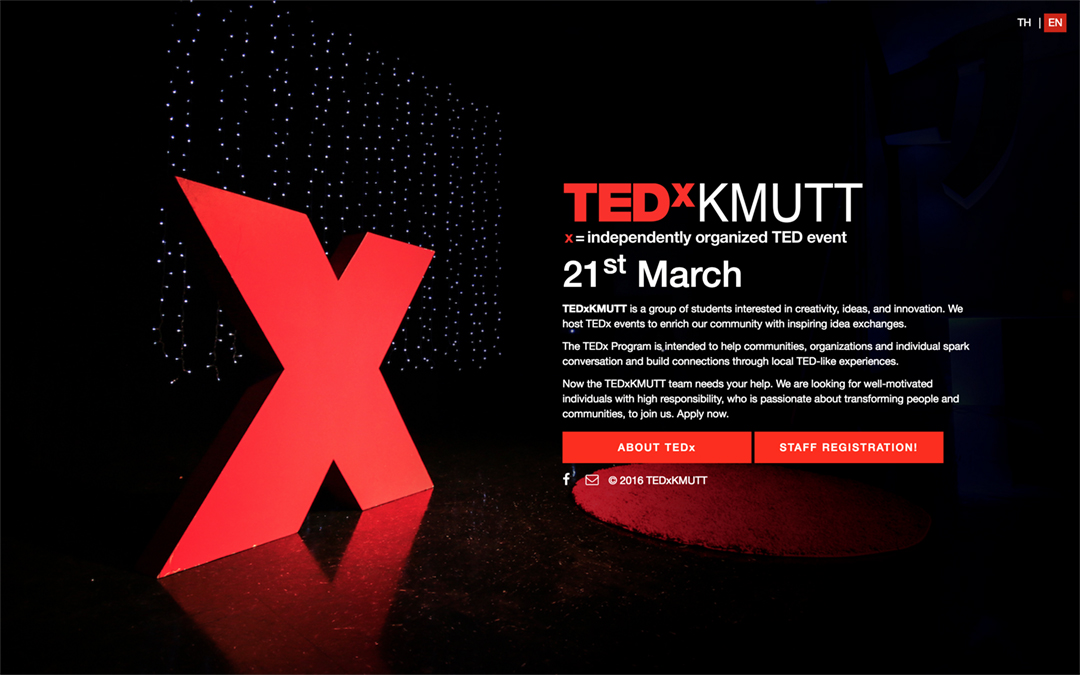 TH | EN
TEDxKMUTT
x = independently organized TED event
21st March
TEDxKMUTT is a group of students interested in creativity, ideas, and innovation. We
host TEDx events to enrich our community with inspiring idea exchanges.
The TEDx Program is intended to help communities, organizations and individual spark
conversation and build connections through local TED-like experiences.
Now the TEDxKMUTT team needs your help. We are looking for well-motivated
individuals with high responsibility, who is passionate about transforming people and
communities, to join us. Apply now.
ABOUT TEDx
STAFF REGISTRATION!
© 2016 TEDxKMUTT